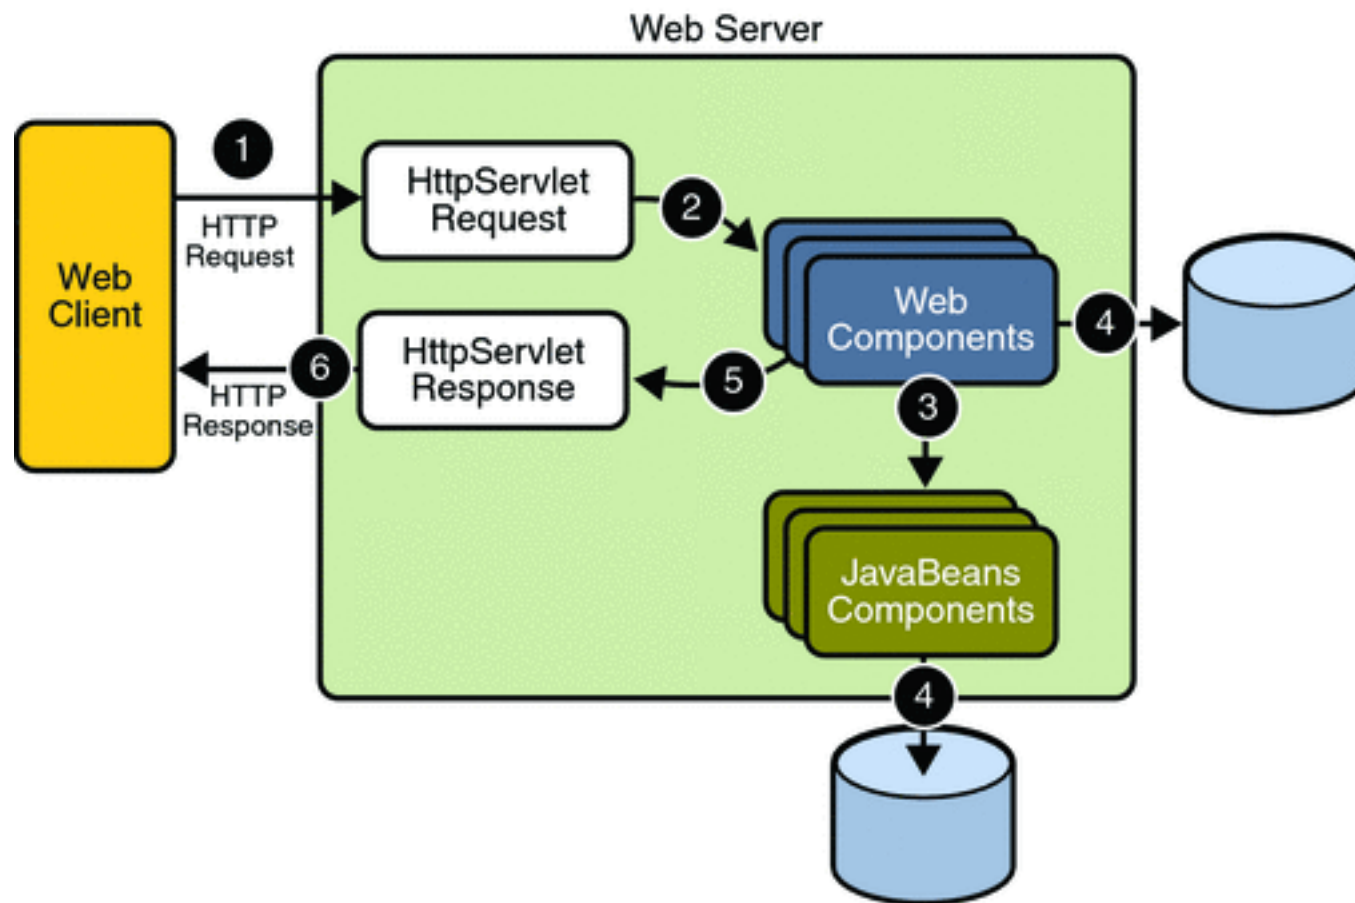 Web Server
1
HTTP
Request
HttpServlet
Request
2
Web
Client
Web
Components
4
HttpServlet
Response
5
6
HTTP
Response
3
JavaBeans
Components
4